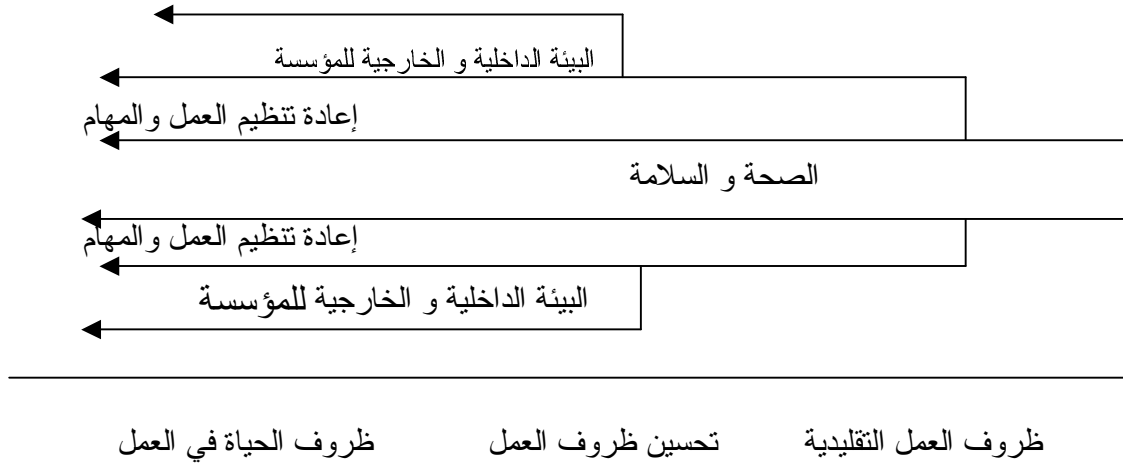 البيئة الداخلية و الخارجية للمؤسسة
إعادة تنظيم العمل والمهام
الصحة و السلامة
إعادة تنظيم العمل والمهام
البيئة الداخلية و الخارجية للمؤسسة
ظروف العمل التقليدية تحسين ظروف العمل ظروف الحياة في العمل